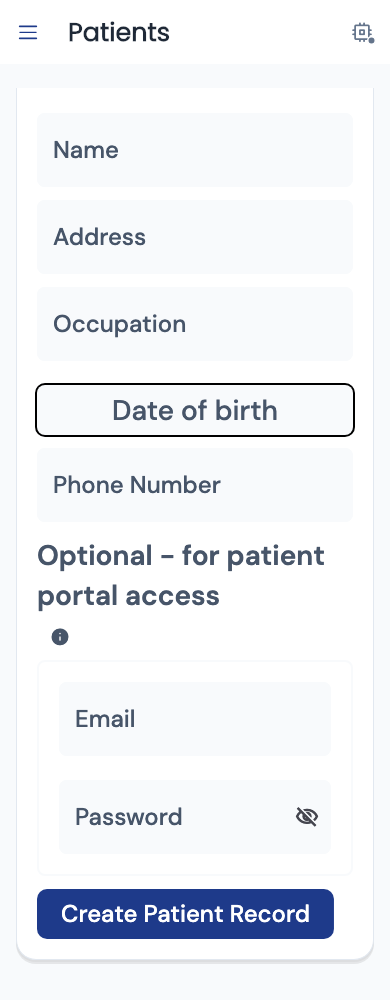 Patients
Name
Address
Occupation
Date of birth
Phone Number
Optional - for patient
portal access
Email
Password
Create Patient Record